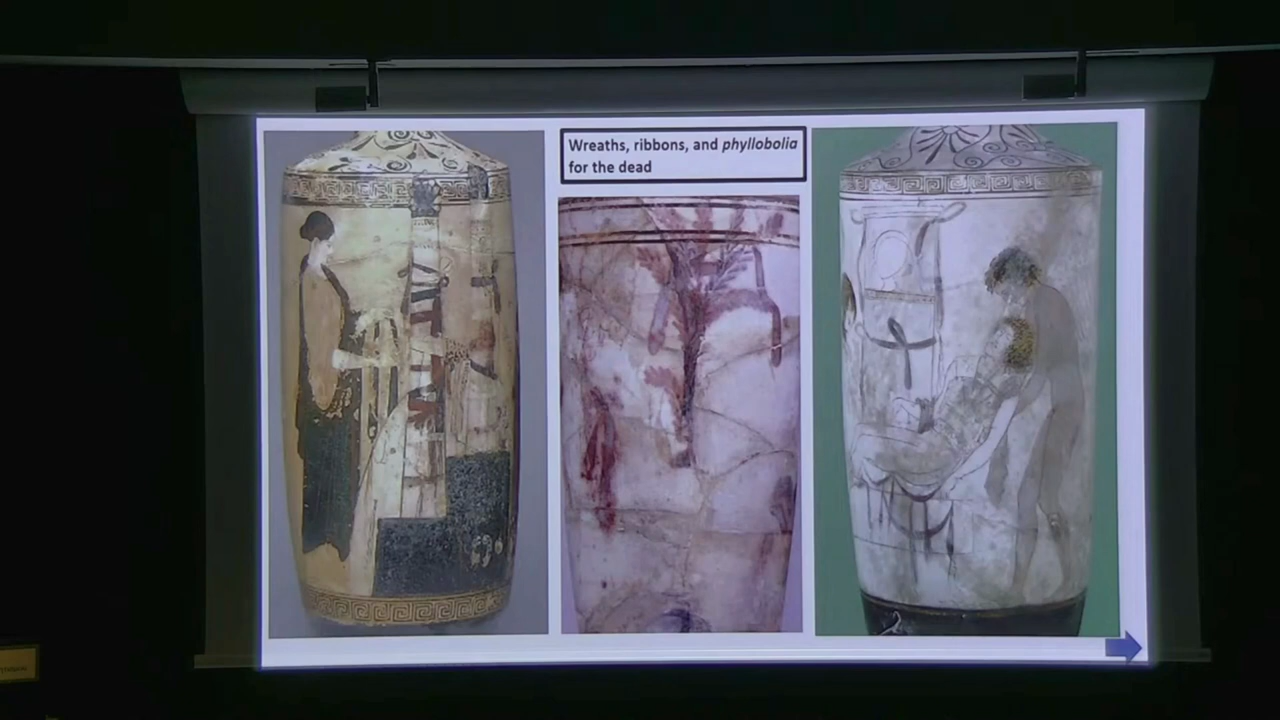 Wreaths, ribbons, and phyllobolia
for the dead